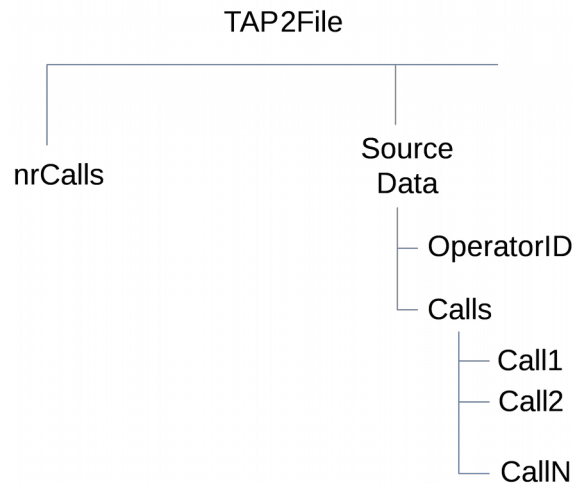 TAP2File
nrCalls
Source
Data
OperatorID
Calls
Call1
Call2
CallN